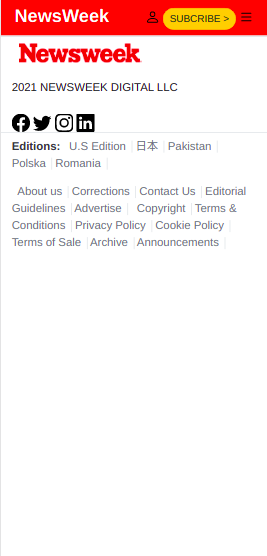 NewsWeek
SUBCRIBE >
Newsweek
2021 NEWSWEEK DIGITAL LLC
Editions: U.S Edition | 日本 | Pakistan |
Polska | Romania |
About us | Corrections | Contact Us | Editorial
Guidelines | Advertise | Copyright | Terms &
Conditions | Privacy Policy | Cookie Policy |
Terms of Sale | Archive | Announcements |